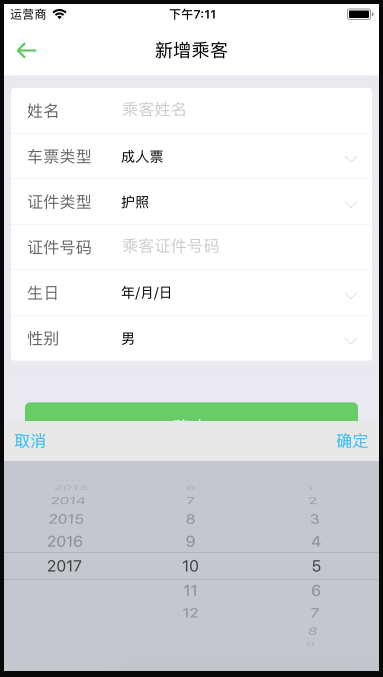 运营商 下午7:11
新增乘客
姓名 乘客姓名
车票类型 成人票
证件类型 护照
证件号码 乘客证件号码
生日 年/月/日
性别 男
取消 确定
2013 6 1
2014 7 2
2015 8 3
2016 9 4
2017 10 5
11 6
12 7
8
9